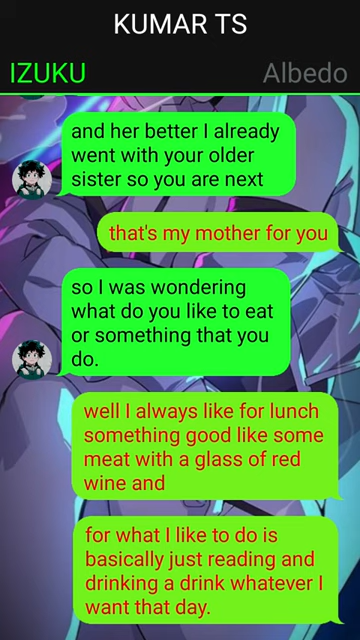 KUMAR TS
IZUKU
Albedo
and her better I already
went with your older
sister so you are next
that's my mother for you
so I was wondering
what do you like to eat
or something that you
do.
well I always like for lunch
something good like some
meat with a glass of red
wine and
for what I like to do is
basically just reading and
drinking a drink whatever I
want that day.